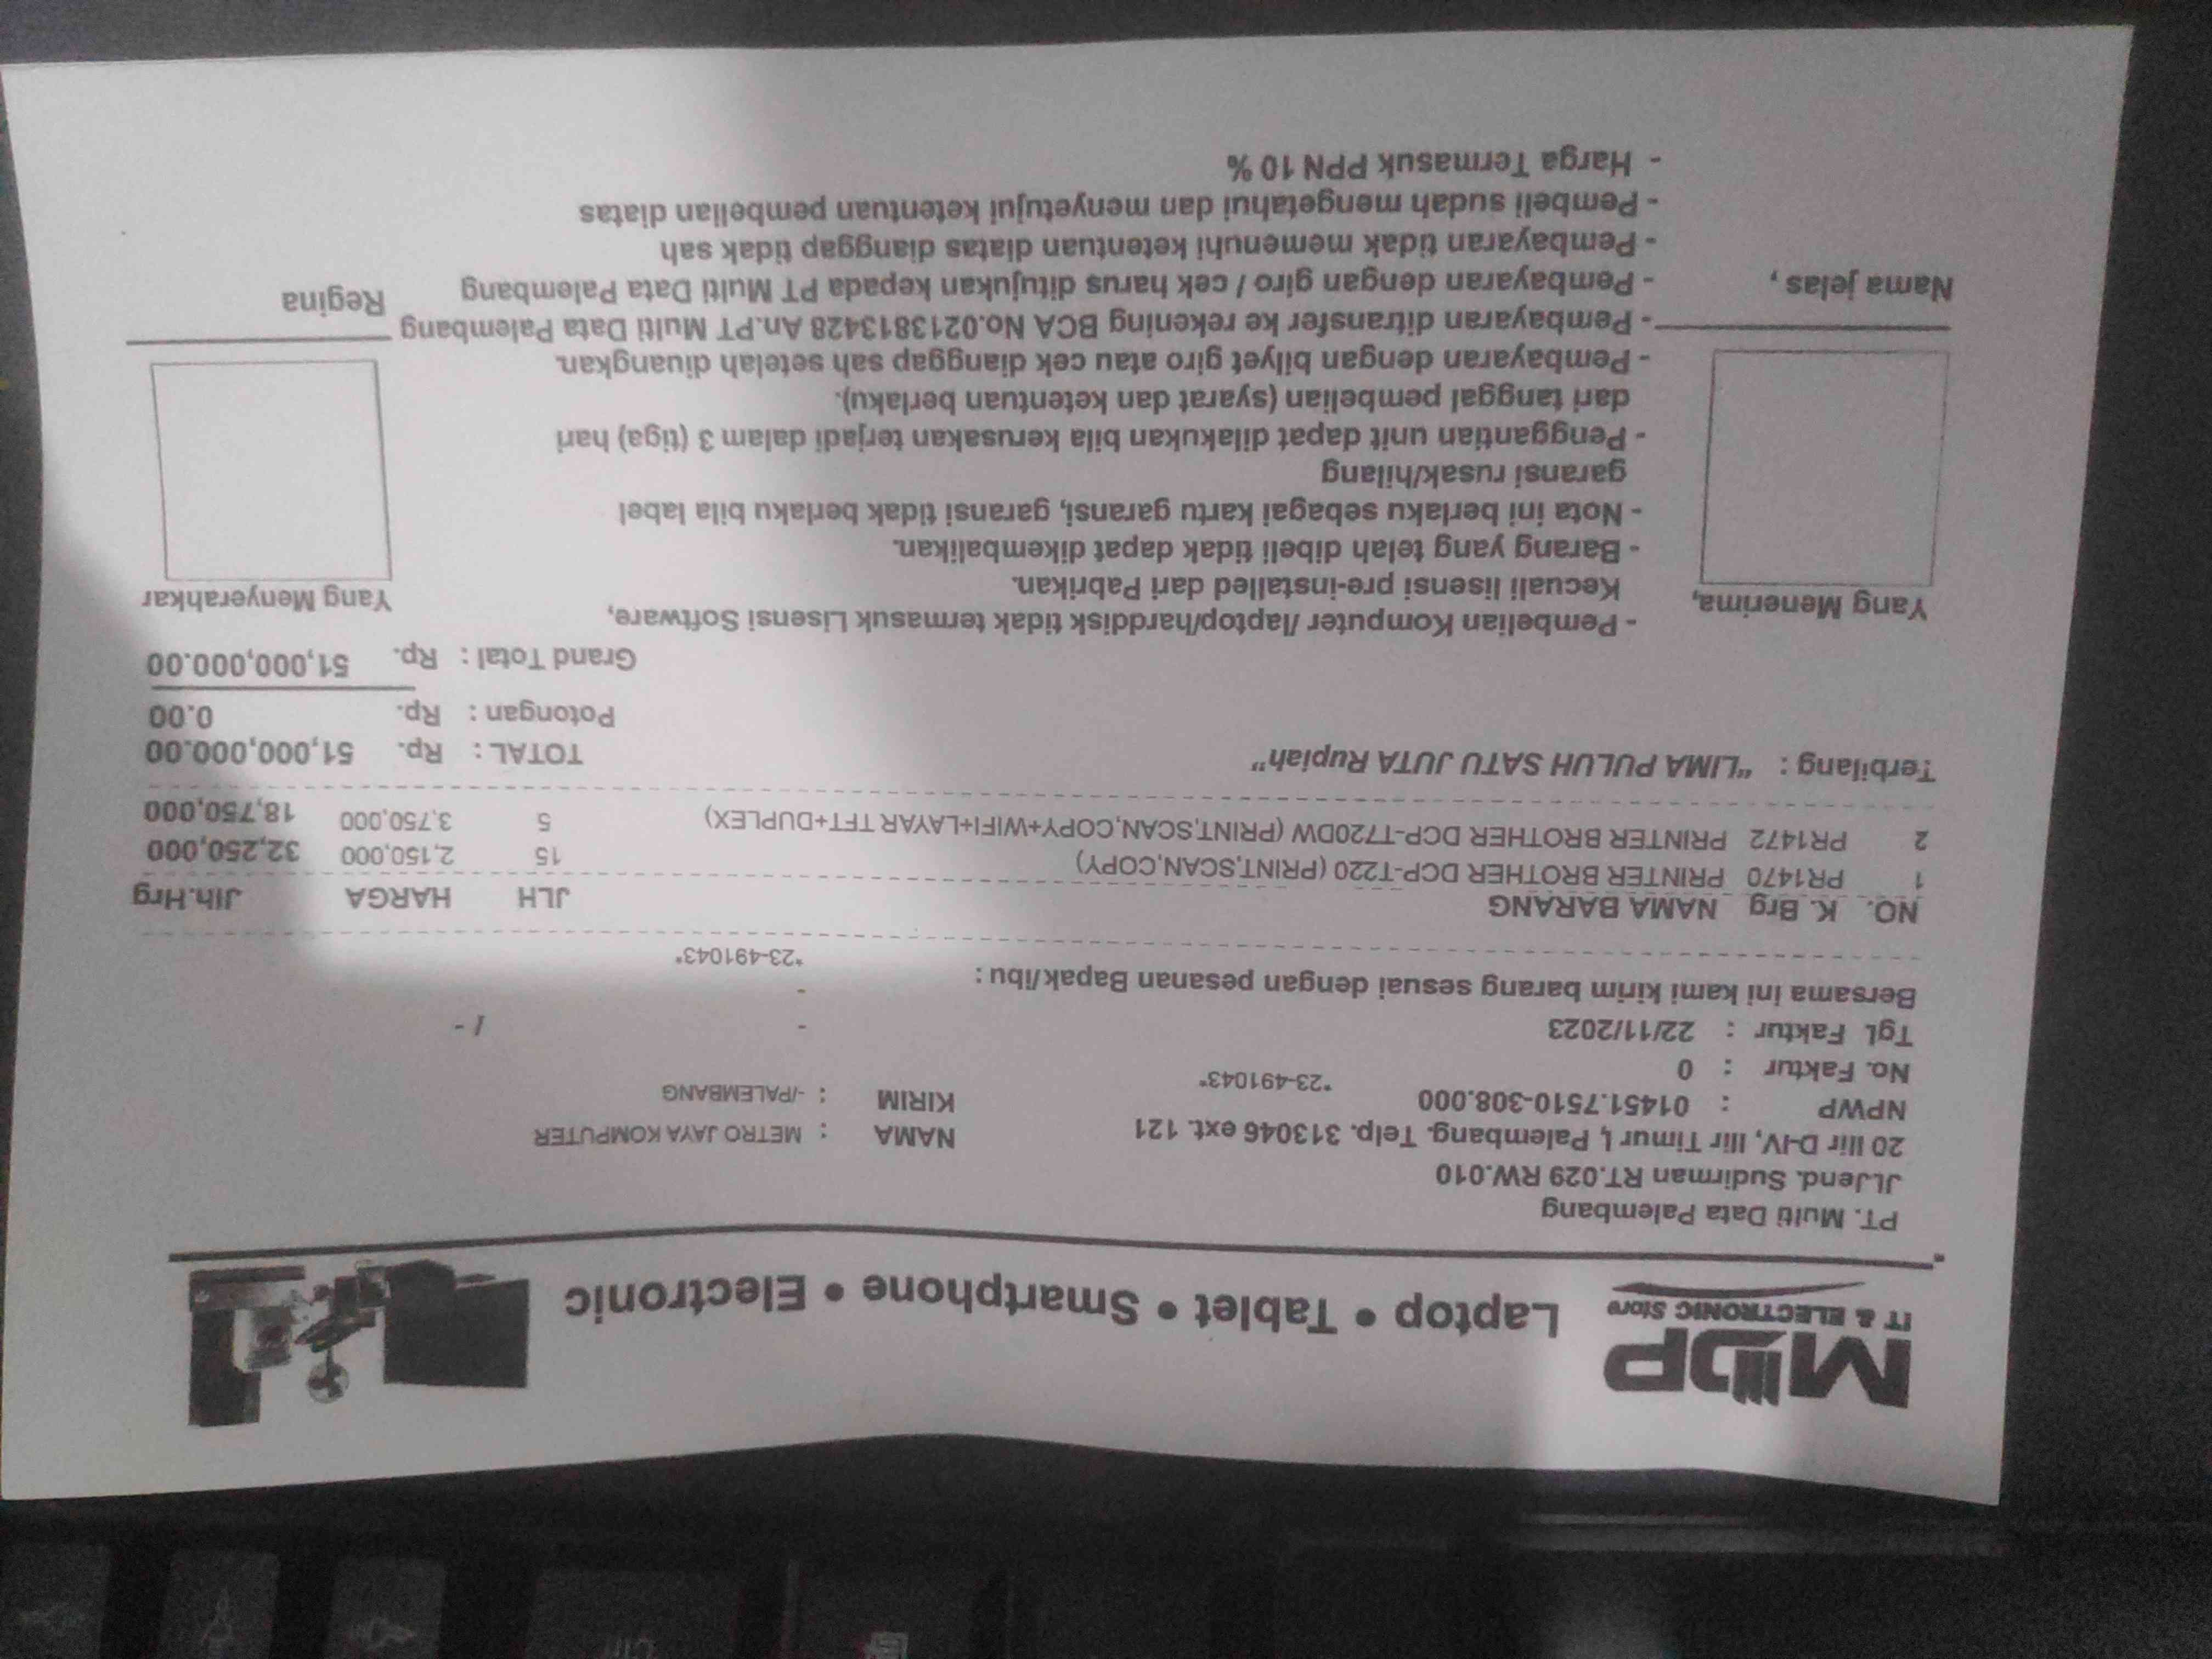 MDP
IT & ELECTRONIC Store
Laptop • Tablet • Smartphone • Electronic
PT. Multi Data Palembang
JLJend. Sudirman RT.029 RW.010
20 Ilir D-IV, Ilir Timur I, Palembang. Telp. 313046 ext. 121
NAMA : METRO JAYA KOMPUTER
NPWP : 01451.7510-308.000
KIRIM : -/PALEMBANG
No. Faktur : 0
*23-491043*
Tgl. Faktur : 22/11/2023
-
1 -
-
Bersama ini kami kirim barang sesuai dengan pesanan Bapak/ibu :
*23-491043*
NO. K. Brg NAMA BARANG JLH HARGA Jlh.Hrg
1 PR1470 PRINTER BROTHER DCP-T220 (PRINT,SCAN,COPY) 15 2,150,000 32,250,000
2 PR1472 PRINTER BROTHER DCP-T720DW (PRINT,SCAN,COPY+WIFI+LAYAR TFT+DUPLEX) 5 3,750,000 18,750,000
Terbilang : "LIMA PULUH SATU JUTA Rupiah"
TOTAL : Rp. 51,000,000.00
Potongan : Rp. 0.00
Grand Total : Rp. 51,000,000.00
Yang Menerima,
- Pembelian Komputer /laptop/harddisk tidak termasuk Lisensi Software,
Kecuali lisensi pre-installed dari Pabrikan.
- Barang yang telah dibeli tidak dapat dikembalikan.
- Nota ini berlaku sebagai kartu garansi, garansi tidak berlaku bila label
garansi rusak/hilang
- Penggantian unit dapat dilakukan bila kerusakan terjadi dalam 3 (tiga) hari
dari tanggal pembelian (syarat dan ketentuan berlaku).
- Pembayaran dengan bilyet giro atau cek dianggap sah setelah diuangkan.
- Pembayaran ditransfer ke rekening BCA No.0213813428 An.PT Multi Data Palembang
- Pembayaran dengan giro / cek harus ditujukan kepada PT Multi Data Palembang
- Pembayaran tidak memenuhi ketentuan diatas dianggap tidak sah
- Pembeli sudah mengetahui dan menyetujui ketentuan pembelian diatas
- Harga Termasuk PPN 10 %
Yang Menyerahkar
Nama jelas ,
Regina